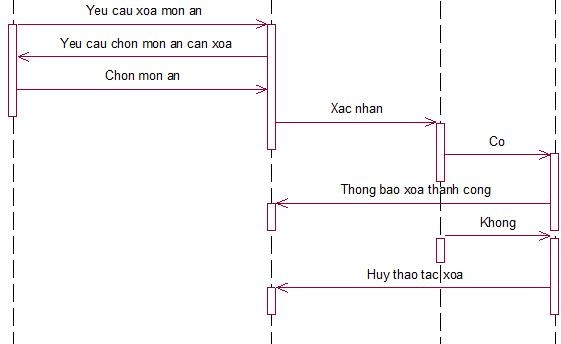 Yeu cau xoa mon an
Yeu cau chon mon an can xoa
Chon mon an
Xac nhan
Co
Thong bao xoa thanh cong
Khong
Huy thao tac xoa